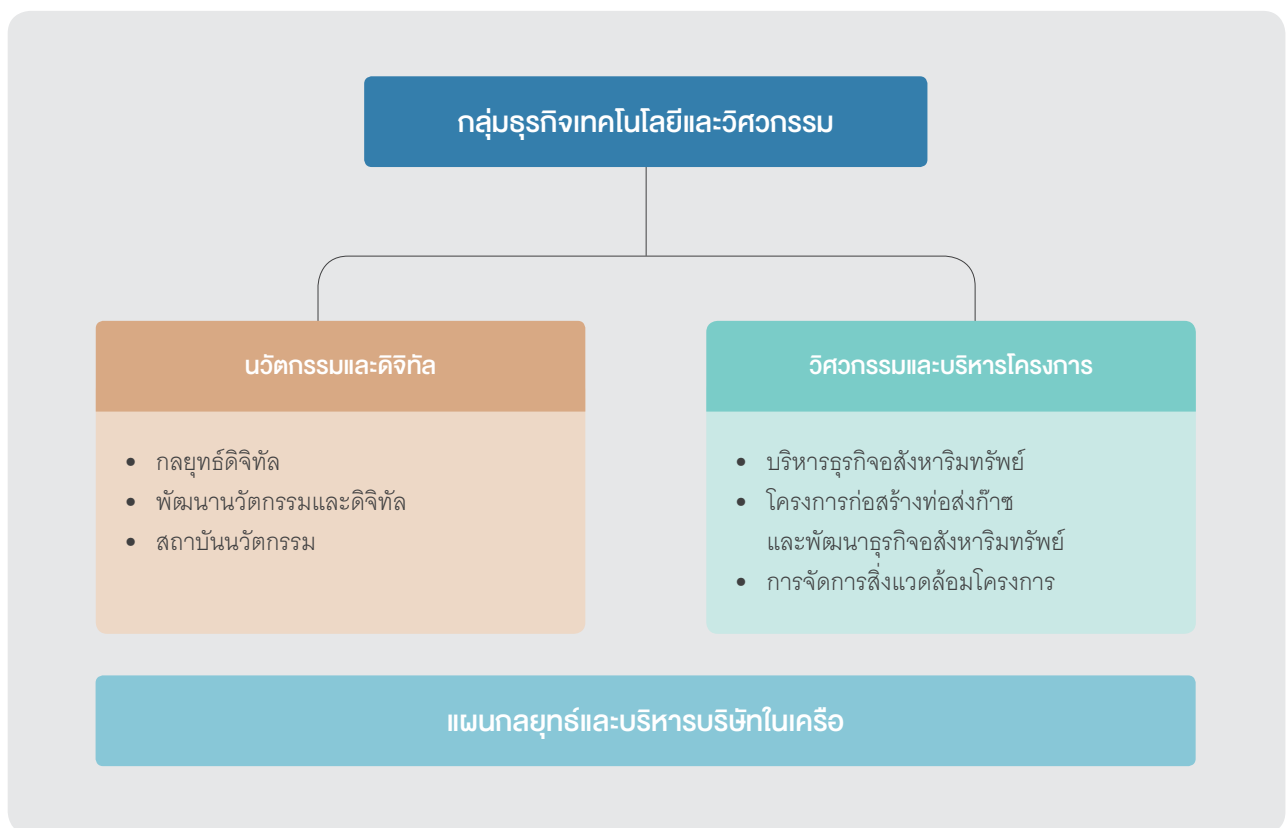 กลุ่มธุรกิจเทคโนโลยีและวิศวกรรม
นวัตกรรมและดิจิทัล
• กลยุทธ์ดิจิทัล
• พัฒนานวัตกรรมและดิจิทัล
• สถาบันนวัตกรรม
วิศวกรรมและบริหารโครงการ
• บริหารธุรกิจอสังหาริมทรัพย์
• โครงการก่อสร้างท่อส่งก๊าซ
และพัฒนาธุรกิจอสังหาริมทรัพย์
• การจัดการสิ่งแวดล้อมโครงการ
แผนกลยุทธ์และบริหารบริษัทในเครือ